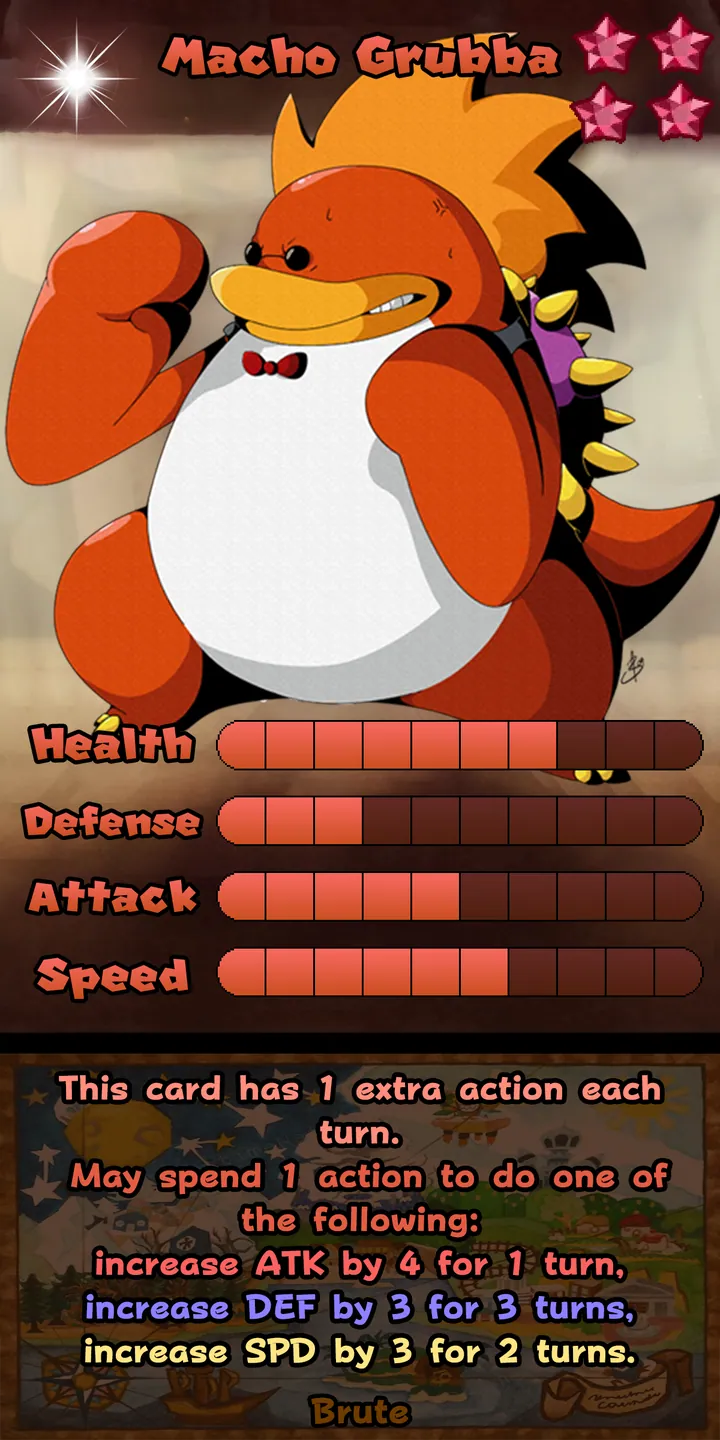 Macho Grubba
Health
Defense
Attack
Speed
This card has 1 extra action each
turn.
May spend 1 action to do one of
the following:
increase ATK by 4 for 1 turn,
increase DEF by 3 for 3 turns,
increase SPD by 3 for 2 turns.
Brute